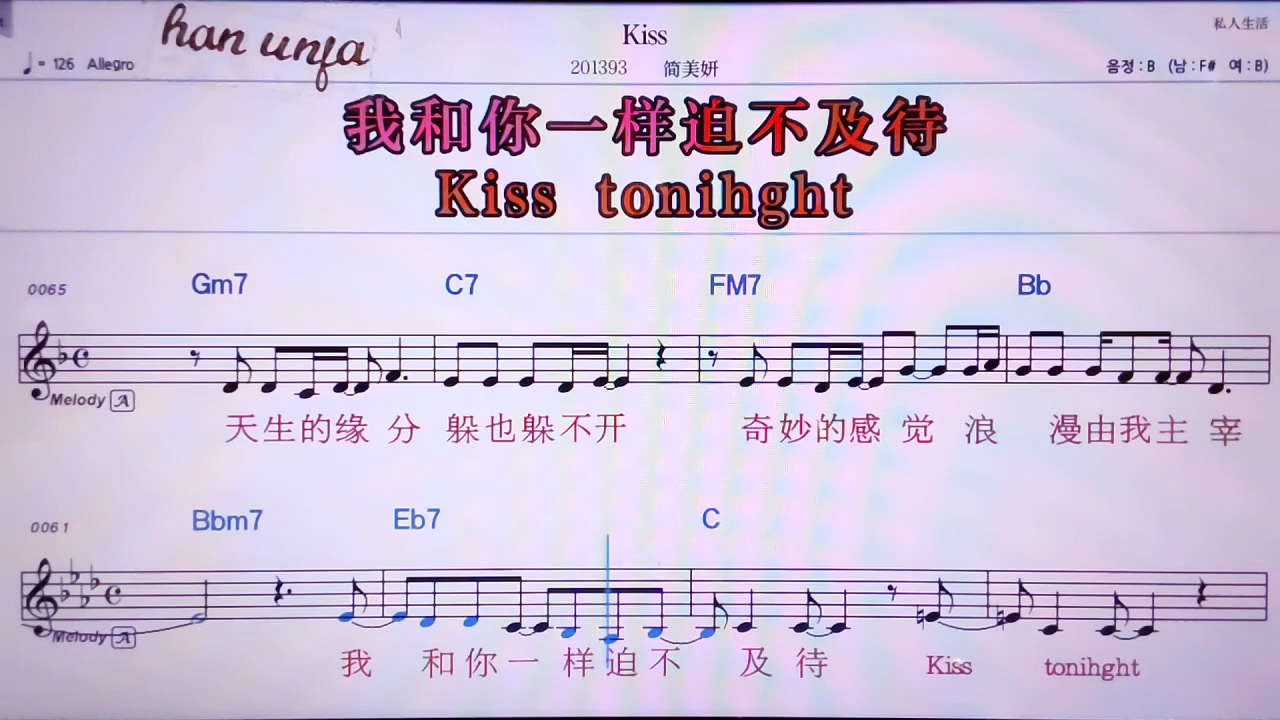 han unfa
Kiss
私人生活
♩= 126 Allegro
201393 简美妍
음정 : B (남 : F# 여 : B)
我和你一样迫不及待
Kiss tonihght
0065
Gm7 C7 FM7 Bb
Melody A
天生的缘分 躲也躲不开 奇妙的感觉 浪漫由我主宰
0061
Bbm7 Eb7 C
Melody A
我 和你一样迫不及待 Kiss tonihght